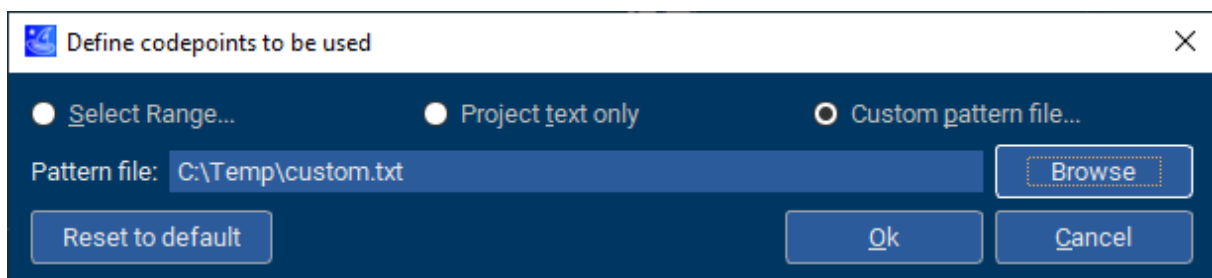 Define codepoints to be used
Select Range... Project text only Custom pattern file...
Pattern file: C:\Temp\custom.txt Browse
Reset to default Ok Cancel